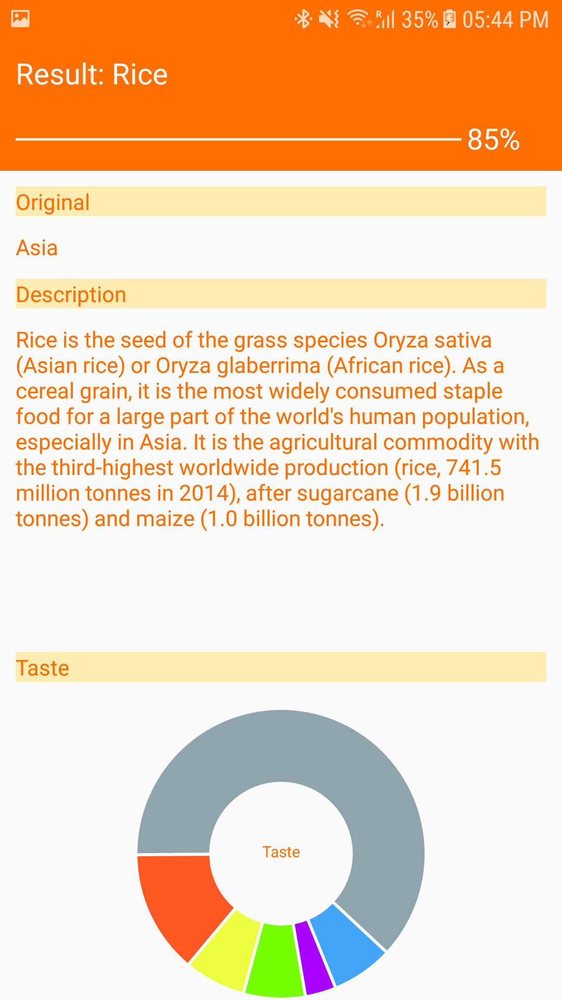 R 35% 05:44 PM
Result: Rice
85%
Original
Asia
Description
Rice is the seed of the grass species Oryza sativa
(Asian rice) or Oryza glaberrima (African rice). As a
cereal grain, it is the most widely consumed staple
food for a large part of the world's human population,
especially in Asia. It is the agricultural commodity with
the third-highest worldwide production (rice, 741.5
million tonnes in 2014), after sugarcane (1.9 billion
tonnes) and maize (1.0 billion tonnes).
Taste
Taste